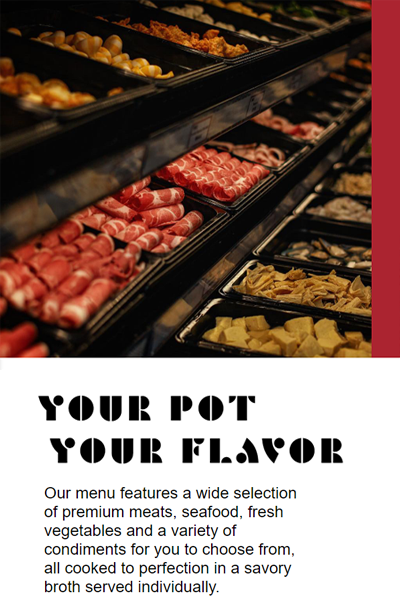 YOUR POT
YOUR FLAVOR
Our menu features a wide selection
of premium meats, seafood, fresh
vegetables and a variety of
condiments for you to choose from,
all cooked to perfection in a savory
broth served individually.